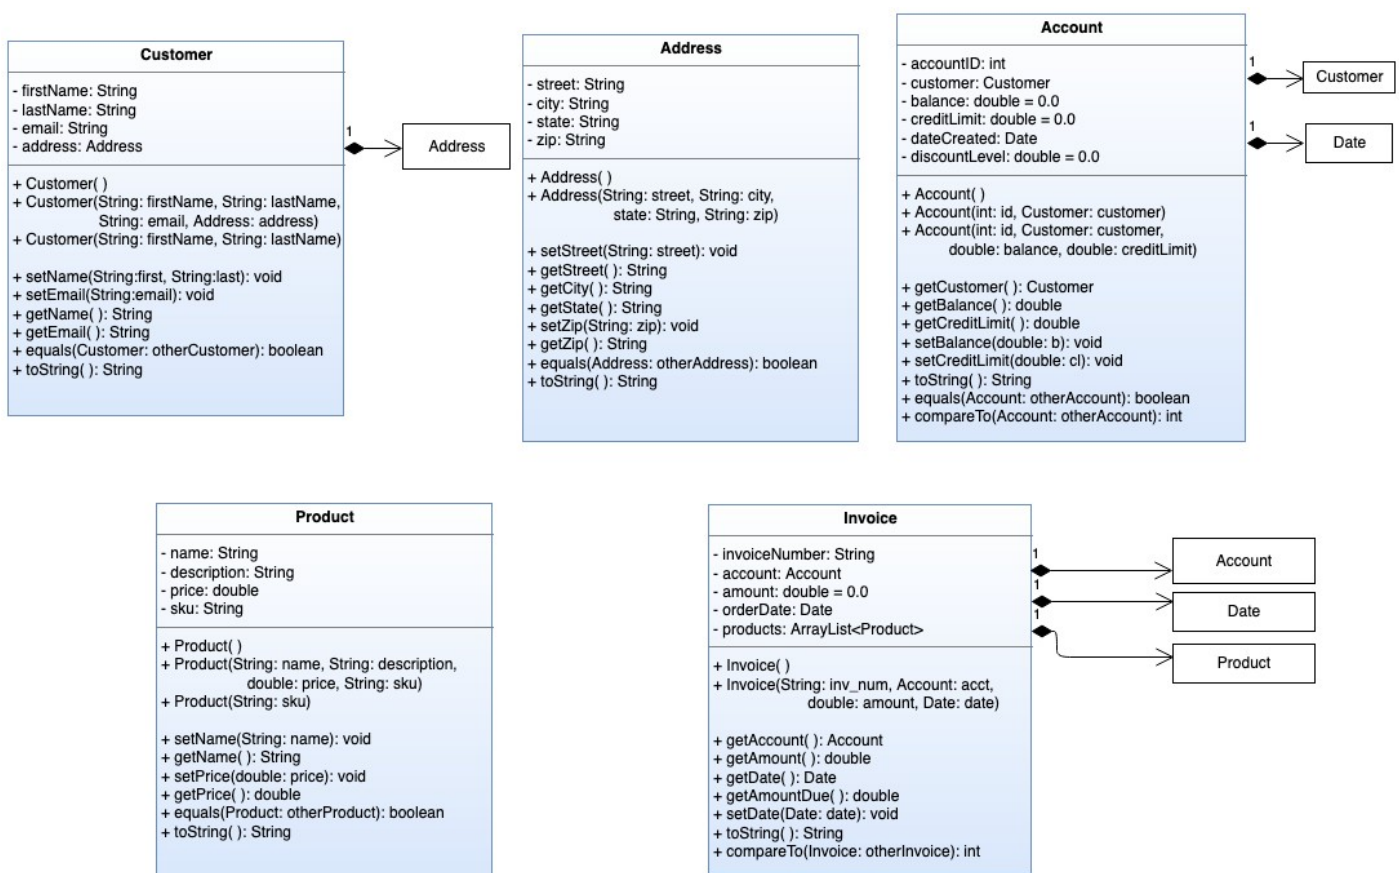 Customer
- firstName: String
- lastName: String
- email: String
- address: Address
+ Customer( )
+ Customer(String: firstName, String: lastName,
String: email, Address: address)
+ Customer(String: firstName, String: lastName)
+ setName(String:first, String:last): void
+ setEmail(String:email): void
+ getName( ): String
+ getEmail( ): String
+ equals(Customer: otherCustomer): boolean
+ toString( ): String
1
Address
Address
- street: String
- city: String
- state: String
- zip: String
+ Address( )
+ Address(String: street, String: city,
state: String, String: zip)
+ setStreet(String: street): void
+ getStreet( ): String
+ getCity( ): String
+ getState( ): String
+ setZip(String: zip): void
+ getZip( ): String
+ equals(Address: otherAddress): boolean
+ toString( ): String
Account
- accountID: int
- customer: Customer
- balance: double = 0.0
- creditLimit: double = 0.0
- dateCreated: Date
- discountLevel: double = 0.0
+ Account( )
+ Account(int: id, Customer: customer)
+ Account(int: id, Customer: customer,
double: balance, double: creditLimit)
+ getCustomer( ): Customer
+ getBalance( ): double
+ getCreditLimit( ): double
+ setBalance(double: b): void
+ setCreditLimit(double: cl): void
+ toString( ): String
+ equals(Account: otherAccount): boolean
+ compareTo(Account: otherAccount): int
1
Customer
1
Date
Product
- name: String
- description: String
- price: double
- sku: String
+ Product( )
+ Product(String: name, String: description,
double: price, String: sku)
+ Product(String: sku)
+ setName(String: name): void
+ getName( ): String
+ setPrice(double: price): void
+ getPrice( ): double
+ equals(Product: otherProduct): boolean
+ toString( ): String
Invoice
- invoiceNumber: String
- account: Account
- amount: double = 0.0
- orderDate: Date
- products: ArrayList<Product>
+ Invoice( )
+ Invoice(String: inv_num, Account: acct,
double: amount, Date: date)
+ getAccount( ): Account
+ getAmount( ): double
+ getDate( ): Date
+ getAmountDue( ): double
+ setDate(Date: date): void
+ toString( ): String
+ compareTo(Invoice: otherInvoice): int
1
Account
1
Date
1
Product